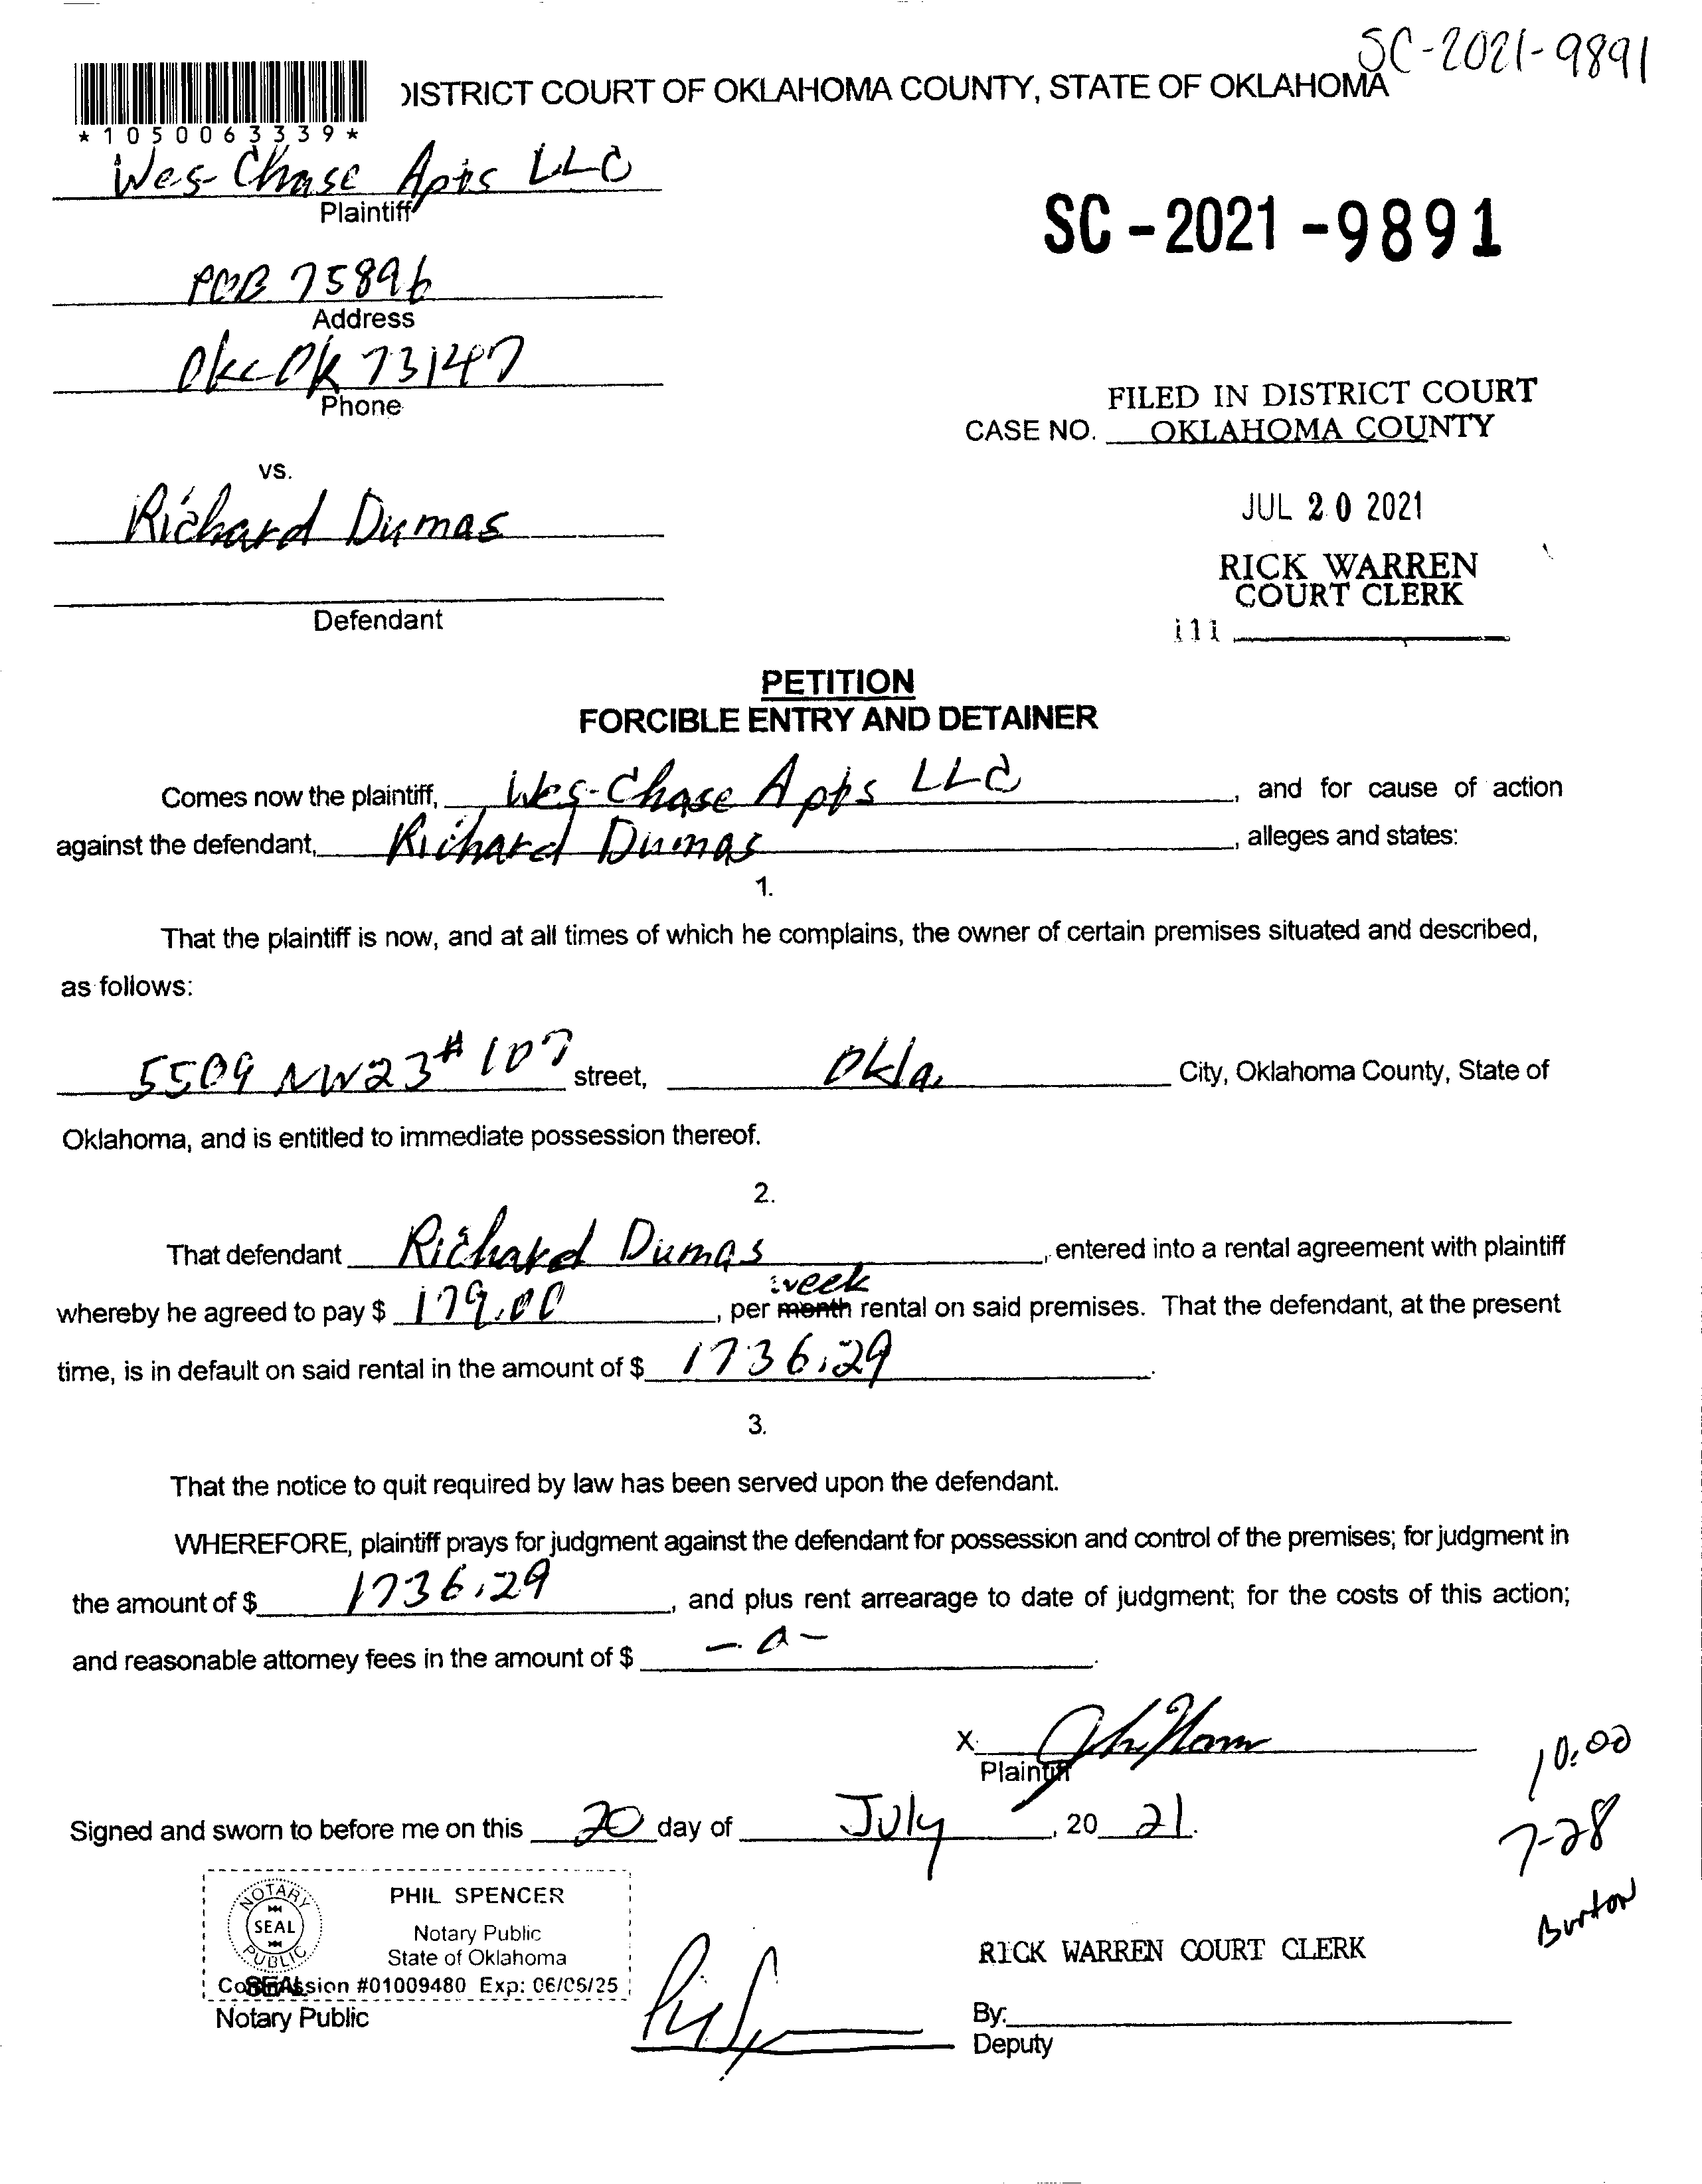 SC-2021-9891
DISTRICT COURT OF OKLAHOMA COUNTY, STATE OF OKLAHOMA
*1050063339*
Wes-Chase Apts LLC
Plaintiff
SC-2021-9891
POB 75896
Address
Okc Ok 73147
Phone
FILED IN DISTRICT COURT
CASE NO. OKLAHOMA COUNTY
vs.
JUL 20 2021
Richard Dumas
RICK WARREN
COURT CLERK
Defendant
PETITION
FORCIBLE ENTRY AND DETAINER
Comes now the plaintiff, Wes-Chase Apts LLC, and for cause of action
against the defendant, Richard Dumas, alleges and states:
1.
That the plaintiff is now, and at all times of which he complains, the owner of certain premises situated and described,
as follows:
5509 NW23 #107 street, Okla. City, Oklahoma County, State of
Oklahoma, and is entitled to immediate possession thereof.
2.
That defendant Richard Dumas, entered into a rental agreement with plaintiff
week
whereby he agreed to pay $ 179.00, per month rental on said premises. That the defendant, at the present
time, is in default on said rental in the amount of $ 1736.29.
3.
That the notice to quit required by law has been served upon the defendant.
WHEREFORE, plaintiff prays for judgment against the defendant for possession and control of the premises; for judgment in
the amount of $ 1736.29, and plus rent arrearage to date of judgment; for the costs of this action;
and reasonable attorney fees in the amount of $ -0-.
X
Plaintiff
10:00
Signed and sworn to before me on this 20 day of July, 20 21.
7-28
Burton
NOTARY PUBLIC SEAL
PHIL SPENCER
Notary Public
State of Oklahoma
Commission #01009480 Exp: 06/06/25
SEAL
Notary Public
RICK WARREN COURT CLERK
By:
Deputy